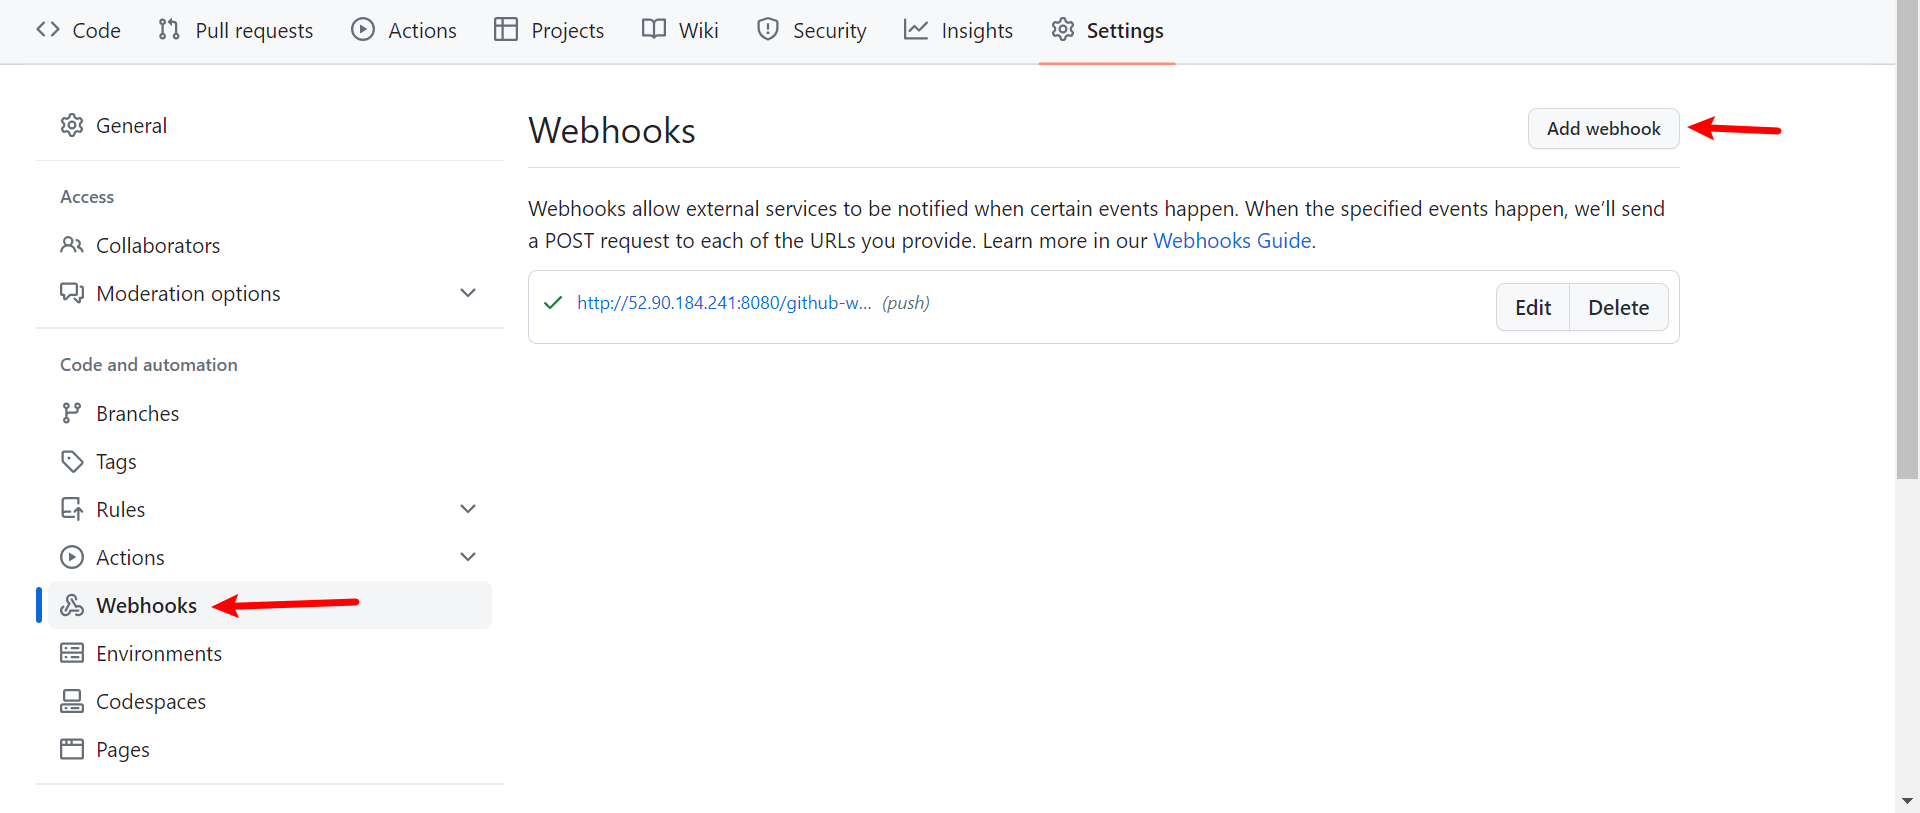 Code Pull requests Actions Projects Wiki Security Insights Settings
General
Access
Collaborators
Moderation options
Code and automation
Branches
Tags
Rules
Actions
Webhooks
Environments
Codespaces
Pages
Webhooks
Add webhook
Webhooks allow external services to be notified when certain events happen. When the specified events happen, we’ll send
a POST request to each of the URLs you provide. Learn more in our Webhooks Guide.
http://52.90.184.241:8080/github-w... (push)
Edit Delete